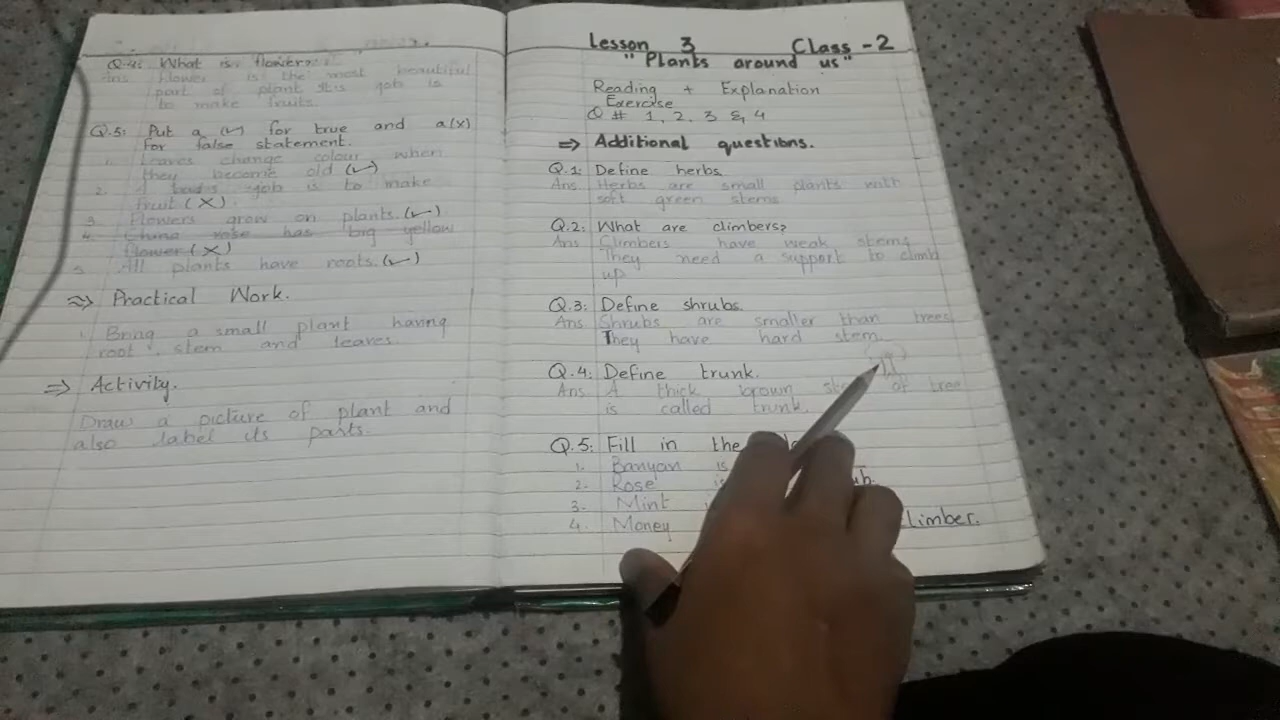 Q.4: What is flower?
Ans Flower is the most beautiful
part of plant Its job is
to make fruits.
Q.5: Put a (✓) for true and a(x)
For false statement.
1. Leaves change colour when
they become old (✓)
2. A job is to make
fruit (X).
3. Flowers grow on plants. (✓)
4. China rose has big yellow
flower (X)
5. All plants have roots. (✓)
⇒ Practical Work.
1. Bring a small plant having
root, stem and leaves
⇒ Activity.
Draw a picture of plant and
also label its parts.
Lesson 3 Class -2
"Plants around us"
Reading + Explanation
Exercise
Q # 1, 2, 3 &, 4
⇒ Additional questions.
Q.1: Define herbs.
Ans Herbs are small plants with
soft green stems
Q.2: What are climbers?
Ans Climbers have weak stems
They need a support to climb
up
Q.3: Define shrubs.
Ans Shrubs are smaller than trees
They have hard stem.
Q.4: Define trunk.
Ans A thick brown of tree
is called trunk.
Q.5: Fill in the
1. Banyan is
2. Rose is
3. Mint
4. Money climber.